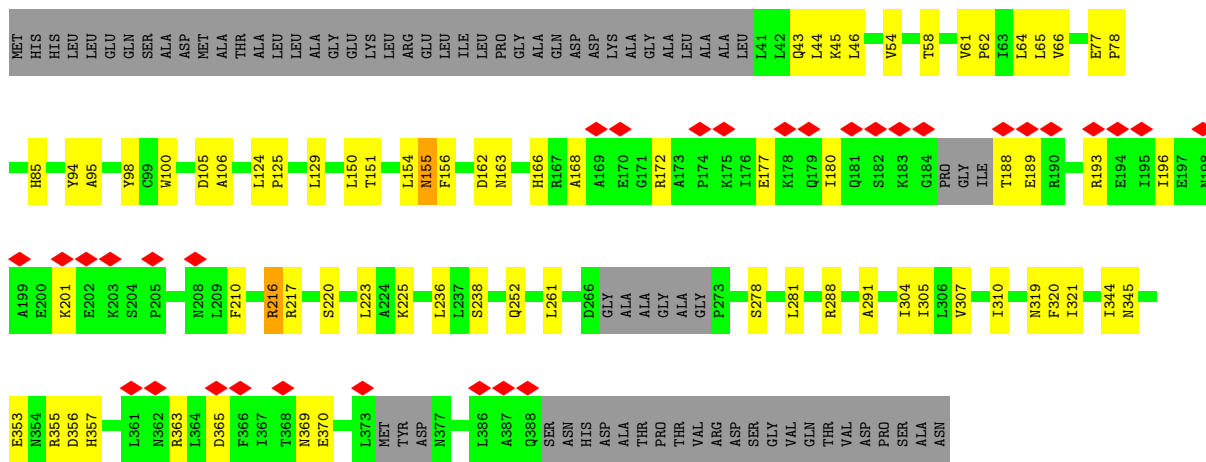 MET HIS HIS LEU LEU GLU GLN SER ALA ASP MET ALA THR ALA LEU LEU ALA GLY GLU LYS LEU ARG GLU LEU ILE LEU PRO GLY ALA GLN ASP ASP LYS ALA GLY ALA LEU ALA ALA LEU L41 L42 Q43 L44 K45 L46 V54 T58 V61 P62 I63 L64 L65 V66 E77 P78
H85 Y94 A95 Y98 C99 W100 D105 A106 L124 P125 L129 L150 T151 L154 N155 F156 D162 N163 H166 R167 A168 A169 E170 G171 R172 A173 P174 K175 I176 E177 K178 Q179 I180 Q181 S182 K183 G184 PRO GLY ILE T188 E189 R190 R193 E194 I195 I196 E197 N198
A199 E200 K201 E202 K203 S204 P205 N208 L209 F210 R216 R217 S220 L223 A224 K225 L236 L237 S238 Q252 L261 D266 GLY ALA ALA GLY ALA GLY P273 S278 L281 R288 A291 I304 I305 L306 V307 I310 N319 F320 I321 I344 N345
E353 N354 R355 D356 H357 L361 N362 R363 L364 D365 F366 I367 T368 N369 E370 L373 MET TYR ASP N377 L386 A387 Q388 SER ASN HIS ASP ALA THR PRO THR VAL ARG ASP SER GLY VAL GLN THR VAL ASP PRO SER ALA ASN